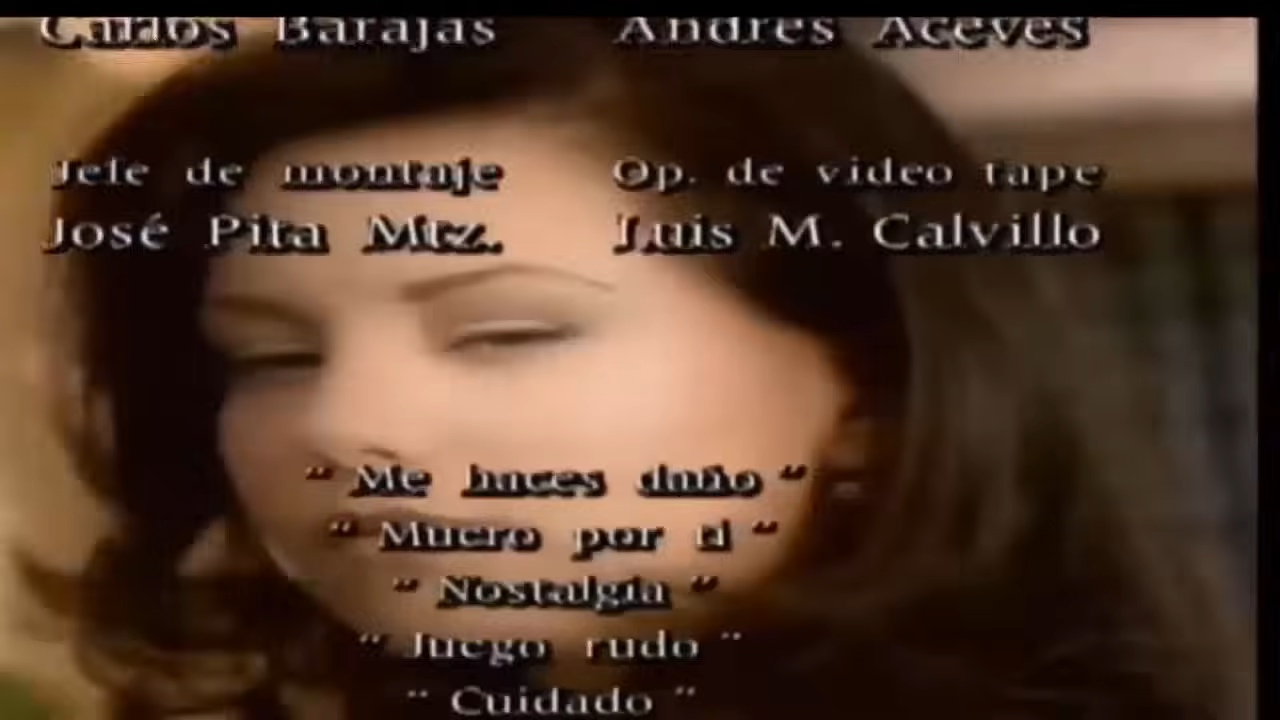 Carlos Barajas Andres Aceves
Jefe de montaje Op. de video tape
José Pita Mtz. Luis M. Calvillo
" Me haces daño "
" Muero por ti "
" Nostalgia "
" Juego rudo "
" Cuidado "